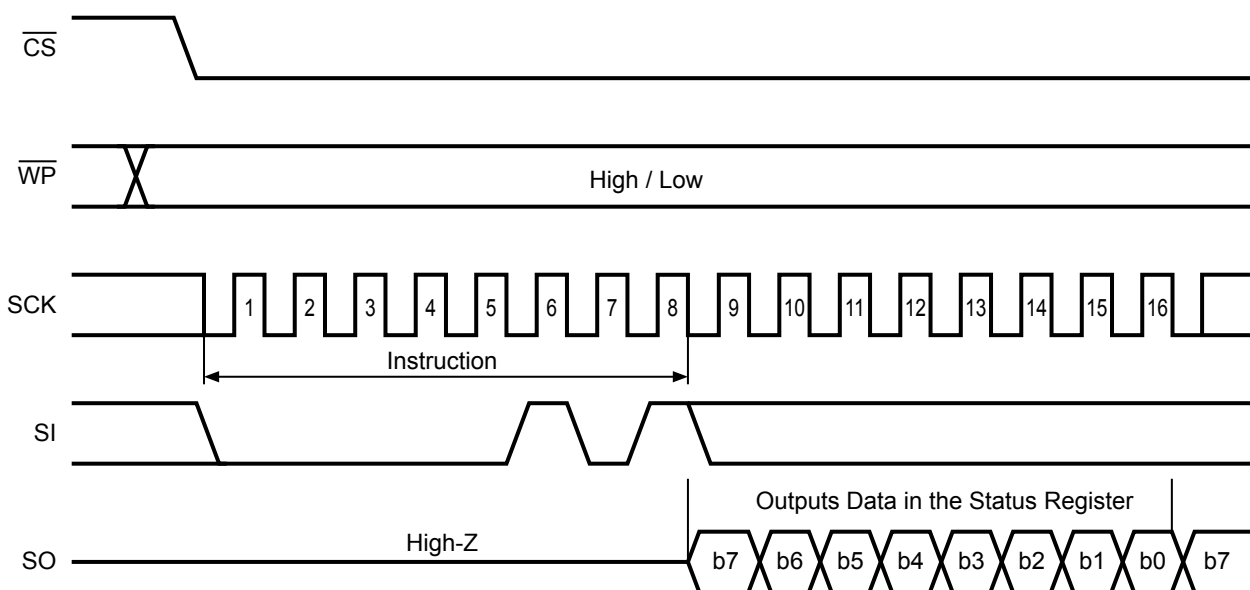 C̅S̅
W̅P̅ High / Low
SCK 1 2 3 4 5 6 7 8 9 10 11 12 13 14 15 16
Instruction
SI
Outputs Data in the Status Register
SO High-Z b7 b6 b5 b4 b3 b2 b1 b0 b7